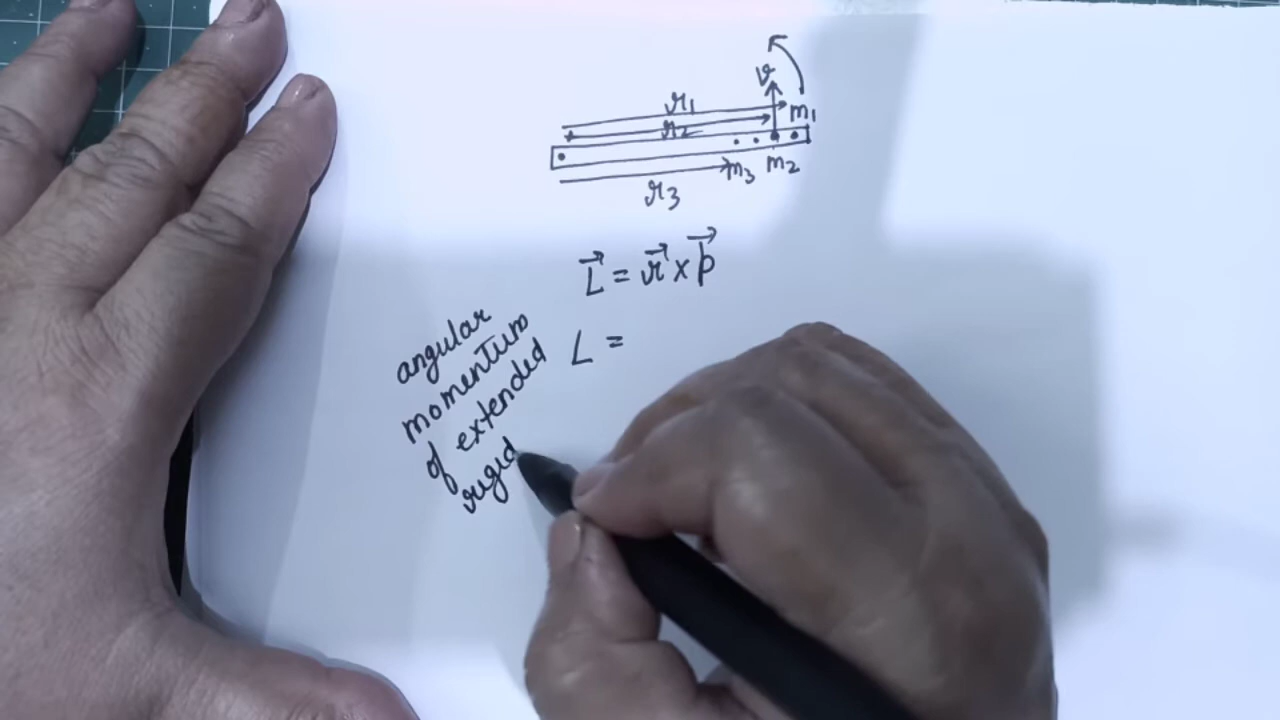 v
r₁
m₁
r₂
m₃ m₂
r₃
L⃗ = r⃗ × p⃗
L =
angular
momentum
of extended
rigid